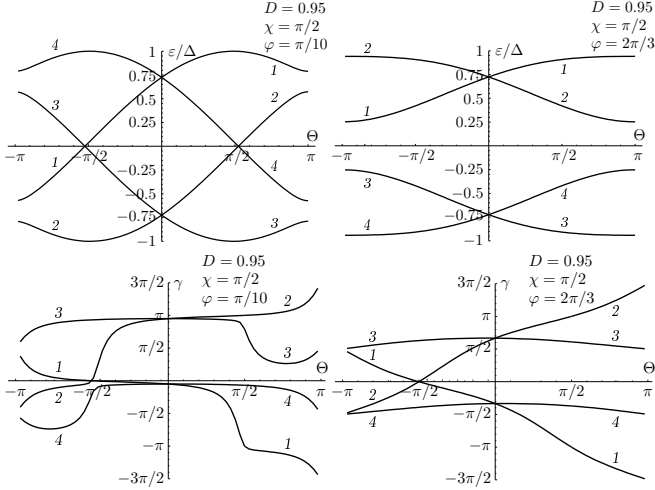 D = 0.95
χ = π/2
φ = π/10
1
ε/Δ
0.75
0.5
0.25
−0.25
−0.5
−0.75
−1
−π
−π/2
π/2
π
Θ
4
3
1
2
1
2
4
3
D = 0.95
χ = π/2
φ = 2π/3
1
ε/Δ
0.75
0.5
0.25
−0.25
−0.5
−0.75
−1
−π
−π/2
π/2
π
Θ
2
1
3
4
1
2
4
3
D = 0.95
χ = π/2
φ = π/10
3π/2
γ
π
π/2
−π/2
−π
−3π/2
−π
−π/2
π/2
π
Θ
3
1
2
4
2
3
4
1
D = 0.95
χ = π/2
φ = 2π/3
3π/2
γ
π
π/2
−π/2
−π
−3π/2
−π
−π/2
π/2
π
Θ
3
1
2
4
2
3
4
1